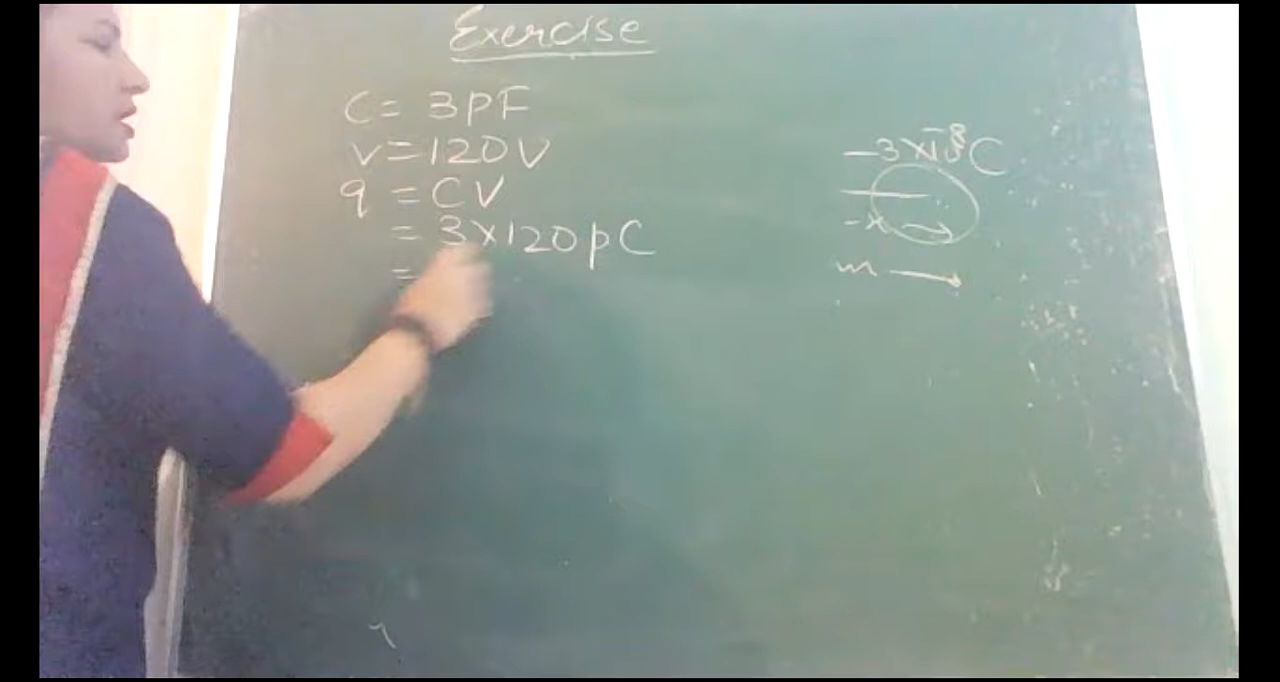 Exercise
C = 3PF
V = 120V
q = CV
= 3×120pC
=
-3×10⁻⁸C
-x
m